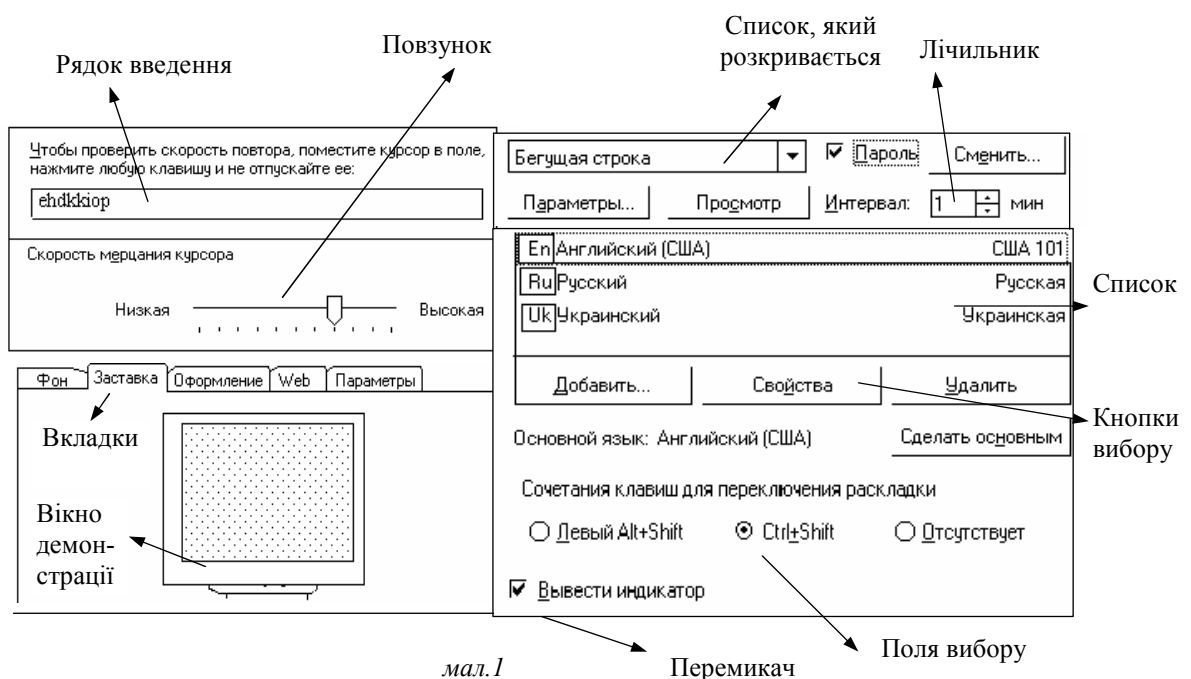 Рядок введення
Повзунок
Список, який
розкривається
Лічильник
Чтобы проверить скорость повтора, поместите курсор в поле,
нажмите любую клавишу и не отпускайте ее:
ehdkkiop
Скорость мерцания курсора
Низкая
Высокая
Бегущая строка
Пароль
Сменить...
Параметры...
Просмотр
Интервал:
1
мин
En Английский (США) США 101
Ru Русский Русская
Uk Украинский Украинская
Список
Добавить...
Свойства
Удалить
Кнопки
вибору
Основной язык: Английский (США)
Сделать основным
Сочетания клавиш для переключения раскладки
Левый Alt+Shift
Ctrl+Shift
Отсутствует
Вывести индикатор
Фон
Заставка
Оформление
Web
Параметры
Вкладки
Вікно
демон-
страції
мал.1
Перемикач
Поля вибору